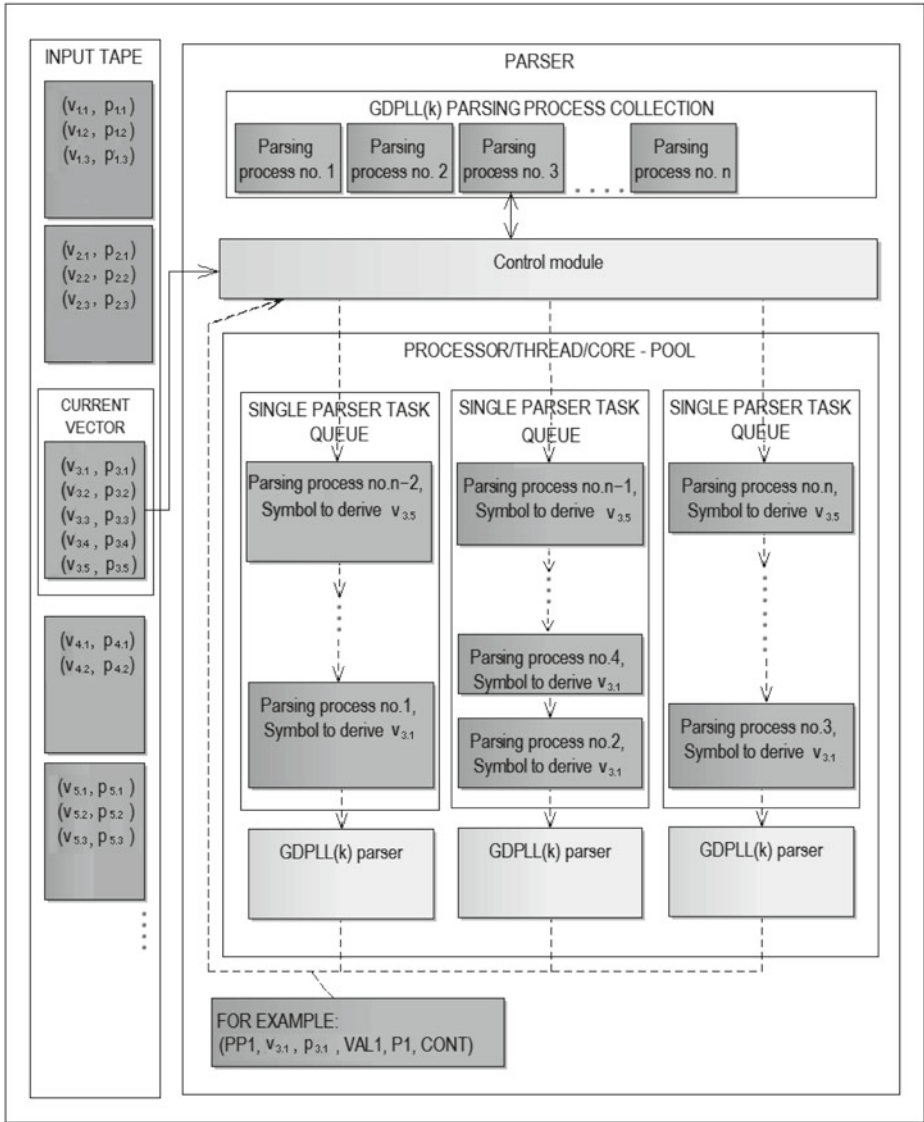 INPUT TAPE
(v1.1, p1.1)
(v1.2, p1.2)
(v1.3, p1.3)
(v2.1, p2.1)
(v2.2, p2.2)
(v2.3, p2.3)
CURRENT
VECTOR
(v3.1, p3.1)
(v3.2, p3.2)
(v3.3, p3.3)
(v3.4, p3.4)
(v3.5, p3.5)
(v4.1, p4.1)
(v4.2, p4.2)
(v5.1, p5.1)
(v5.2, p5.2)
(v5.3, p5.3)
PARSER
GDPLL(k) PARSING PROCESS COLLECTION
Parsing
process no. 1
Parsing
process no. 2
Parsing
process no. 3
. . . .
Parsing
process no. n
Control module
PROCESSOR/THREAD/CORE - POOL
SINGLE PARSER TASK
QUEUE
Parsing process no.n−2,
Symbol to derive v3.5
Parsing process no.1,
Symbol to derive v3.1
GDPLL(k) parser
SINGLE PARSER TASK
QUEUE
Parsing process no.n−1,
Symbol to derive v3.5
Parsing process no.4,
Symbol to derive v3.1
Parsing process no.2,
Symbol to derive v3.1
GDPLL(k) parser
SINGLE PARSER TASK
QUEUE
Parsing process no.n,
Symbol to derive v3.5
Parsing process no.3,
Symbol to derive v3.1
GDPLL(k) parser
FOR EXAMPLE:
(PP1, v3.1, p3.1, VAL1, P1, CONT)